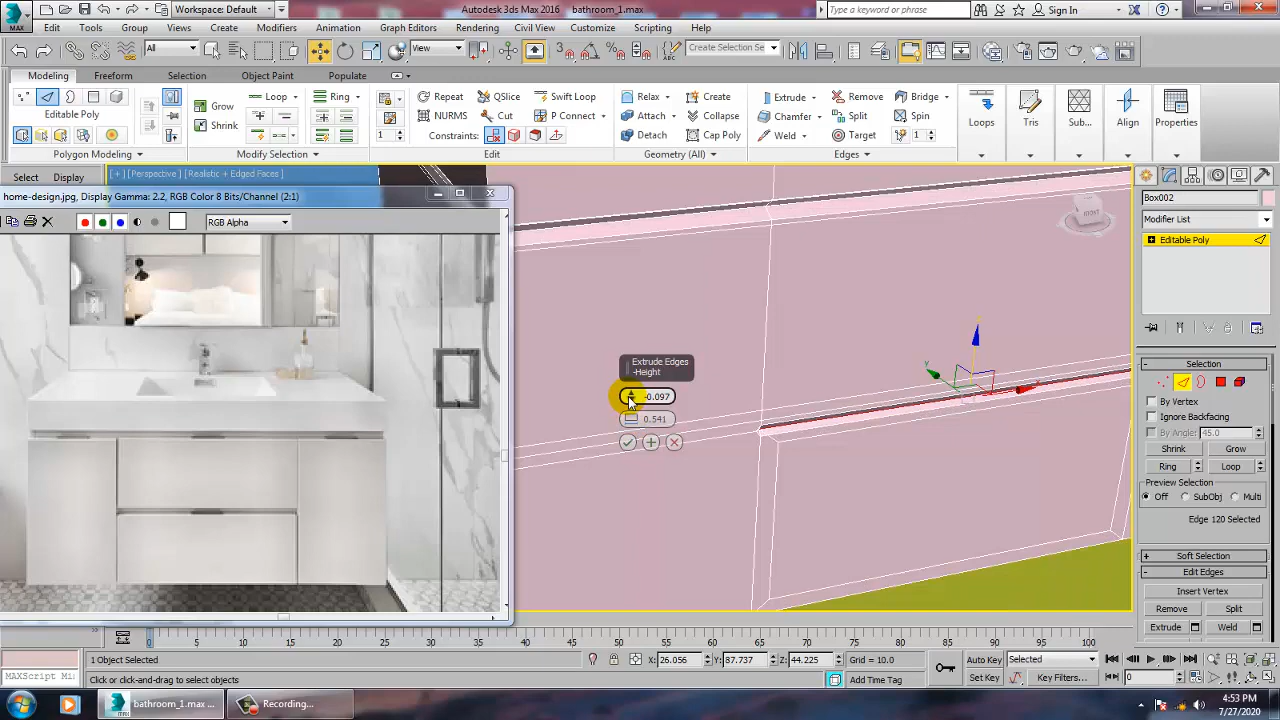 MAX
Workspace: Default
Autodesk 3ds Max 2016 bathroom_1.max
Type a keyword or phrase
Sign In
Edit Tools Group Views Create Modifiers Animation Graph Editors Rendering Civil View Customize Scripting Help
All
View
Create Selection Se
Modeling Freeform Selection Object Paint Populate
Editable Poly
Grow
Shrink
Loop
Ring
Repeat QSlice Swift Loop
NURMS Cut P Connect
Constraints:
Relax Create
Attach Collapse
Detach Cap Poly
Extrude Remove Bridge
Chamfer Split Spin
Weld Target 1
Loops Tris Sub... Align Properties
Polygon Modeling Modify Selection Edit Geometry (All) Edges
Select Display
[ + ] [Perspective ] [Realistic + Edged Faces ]
home-design.jpg, Display Gamma: 2.2, RGB Color 8 Bits/Channel (2:1)
RGB Alpha
FRONT
Extrude Edges
-Height
-0.097
0.541
Box002
Modifier List
Editable Poly
Selection
By Vertex
Ignore Backfacing
By Angle: 45.0
Shrink Grow
Ring Loop
Preview Selection
Off SubObj Multi
Edge 120 Selected
Soft Selection
Edit Edges
Insert Vertex
Remove Split
Extrude Weld
0 5 10 15 20 25 30 35 40 45 50 55 60 65 70 75 80 85 90 95 100
1 Object Selected
X: 26.056 Y: 87.737 Z: 44.225 Grid = 10.0
Auto Key Selected
MAXScript Mi
Click or click-and-drag to select objects
Add Time Tag
Set Key Key Filters...
0
bathroom_1.max ...
Recording...
4:53 PM
7/27/2020